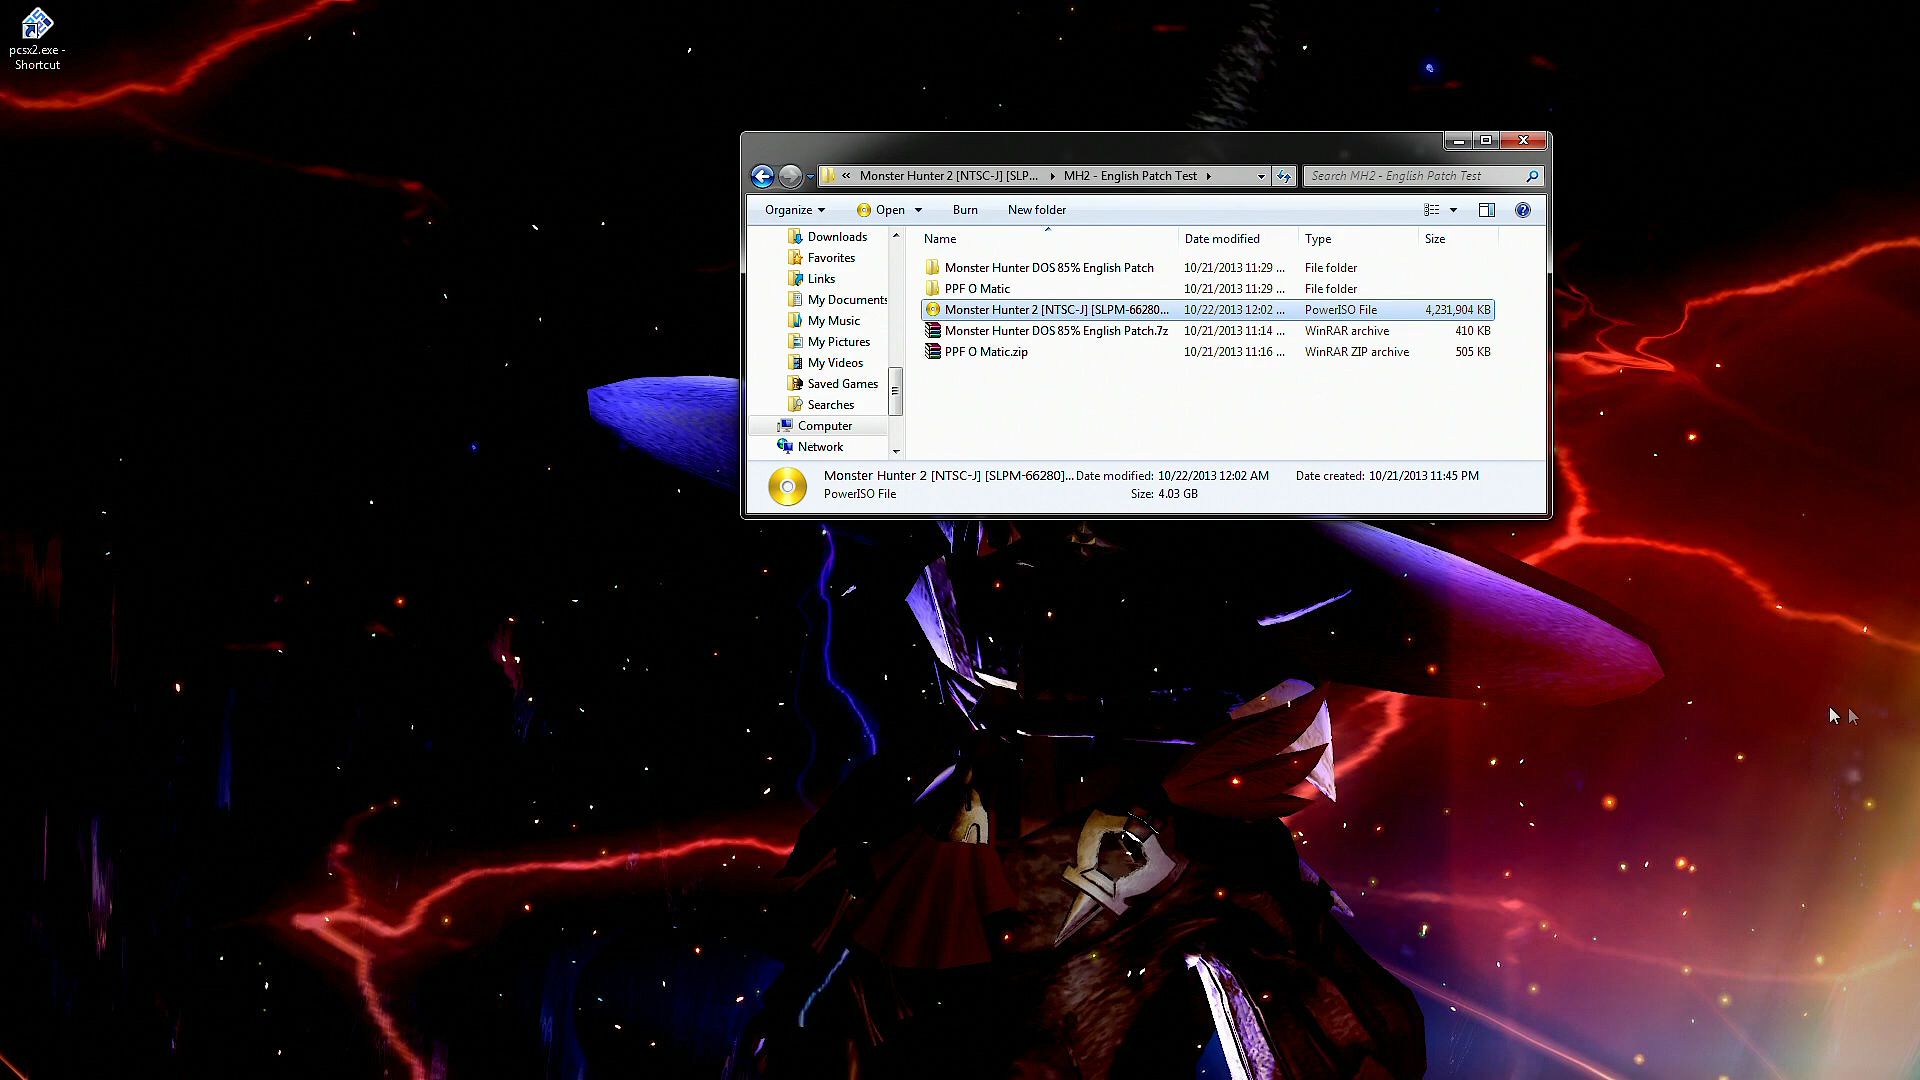 pcsx2.exe -
Shortcut
« Monster Hunter 2 [NTSC-J] [SLP... MH2 - English Patch Test
Search MH2 - English Patch Test
Organize Open Burn New folder
Name Date modified Type Size
Downloads
Favorites
Links
My Documents
My Music
My Pictures
My Videos
Saved Games
Searches
Computer
Network
Monster Hunter DOS 85% English Patch 10/21/2013 11:29 ... File folder
PPF O Matic 10/21/2013 11:29 ... File folder
Monster Hunter 2 [NTSC-J] [SLPM-66280... 10/22/2013 12:02 ... PowerISO File 4,231,904 KB
Monster Hunter DOS 85% English Patch.7z 10/21/2013 11:14 ... WinRAR archive 410 KB
PPF O Matic.zip 10/21/2013 11:16 ... WinRAR ZIP archive 505 KB
Monster Hunter 2 [NTSC-J] [SLPM-66280]... Date modified: 10/22/2013 12:02 AM Date created: 10/21/2013 11:45 PM
PowerISO File Size: 4.03 GB